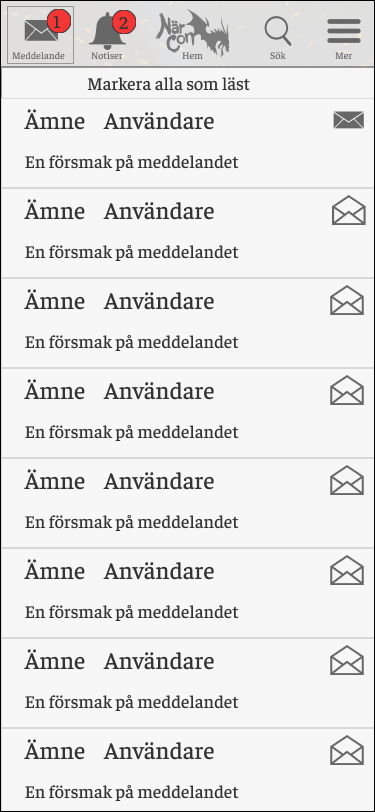 1
2
När
Con
Meddelande
Notiser
Hem
Sök
Mer
Markera alla som läst
Ämne Användare
En försmak på meddelandet
Ämne Användare
En försmak på meddelandet
Ämne Användare
En försmak på meddelandet
Ämne Användare
En försmak på meddelandet
Ämne Användare
En försmak på meddelandet
Ämne Användare
En försmak på meddelandet
Ämne Användare
En försmak på meddelandet
Ämne Användare
En försmak på meddelandet